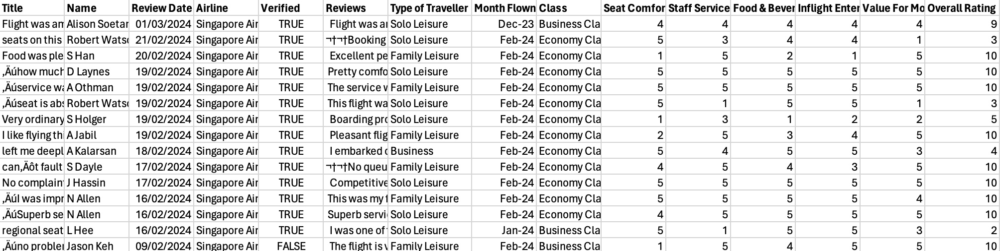 Title Name Review Date Airline Verified Reviews Type of Traveller Month Flown Class Seat Comfor Staff Service Food & Bever Inflight Enter Value For Mo Overall Rating
Flight was am Alison Soetar 01/03/2024 Singapore Air TRUE Flight was ar Solo Leisure Dec-23 Business Cla 4 4 4 4 4 9
seats on this Robert Watso 21/02/2024 Singapore Air TRUE ¬†¬†Booking Solo Leisure Feb-24 Economy Cla 5 3 4 4 1 3
Food was ple S Han 20/02/2024 Singapore Air TRUE Excellent pe Family Leisure Feb-24 Economy Cla 1 5 2 1 5 10
‚Äúhow much D Laynes 19/02/2024 Singapore Air TRUE Pretty comfo Solo Leisure Feb-24 Economy Cla 5 5 5 5 5 10
‚Äúservice wa A Othman 19/02/2024 Singapore Air TRUE The service w Family Leisure Feb-24 Economy Cla 5 5 5 5 5 10
‚Äúseat is abs Robert Watso 19/02/2024 Singapore Air TRUE This flight wa Solo Leisure Feb-24 Economy Cla 5 1 5 5 1 3
Very ordinary S Holger 19/02/2024 Singapore Air TRUE Boarding pro Solo Leisure Feb-24 Economy Cla 1 3 1 2 2 5
I like flying thi A Jabil 19/02/2024 Singapore Air TRUE Pleasant flig Family Leisure Feb-24 Economy Cla 2 5 3 4 5 10
left me deepl A Kalarsan 18/02/2024 Singapore Air TRUE I embarked o Business Feb-24 Economy Cla 5 4 5 5 3 4
can‚Äôt fault S Dayle 17/02/2024 Singapore Air TRUE ¬†¬†No queu Family Leisure Feb-24 Economy Cla 4 5 4 3 5 10
No complain J Hassin 17/02/2024 Singapore Air TRUE Competitive Solo Leisure Feb-24 Economy Cla 5 5 5 5 5 10
‚ÄúI was impr N Allen 16/02/2024 Singapore Air TRUE This was my f Family Leisure Feb-24 Economy Cla 5 5 5 5 4 10
‚ÄúSuperb se N Allen 16/02/2024 Singapore Air TRUE Superb servi Solo Leisure Feb-24 Economy Cla 4 5 5 5 5 10
regional seat L Hee 16/02/2024 Singapore Air TRUE I was one of Solo Leisure Jan-24 Business Cla 5 1 5 5 3 2
‚Äúno probler Jason Keh 09/02/2024 Singapore Air FALSE The flight is v Family Leisure Feb-24 Business Cla 1 5 4 5 5 10